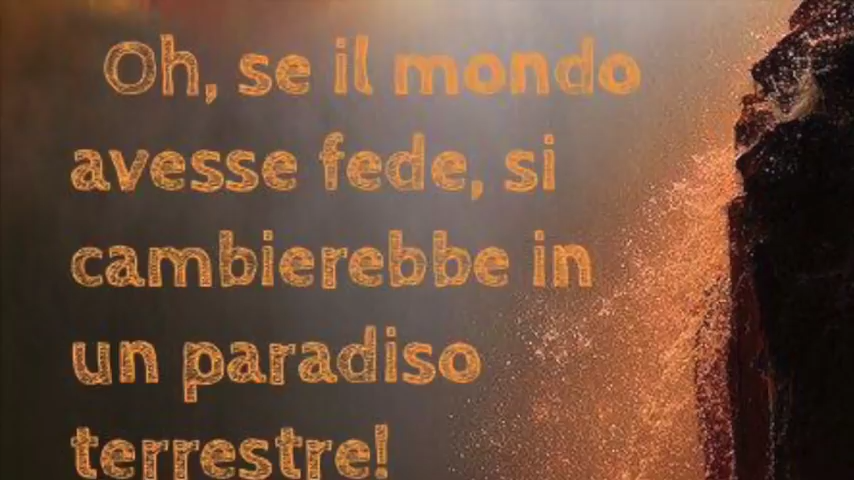 Oh, se il mondo
avesse fede, si
cambierebbe in
un paradiso
terrestre!